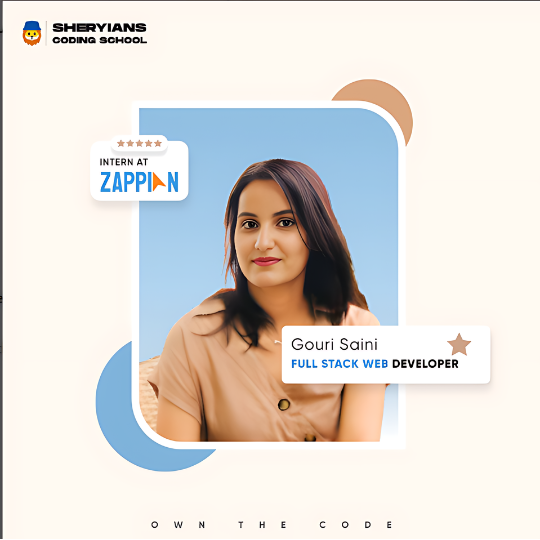 SHERYIANS
CODING SCHOOL
INTERN AT
ZAPPIAN
Gouri Saini
FULL STACK WEB DEVELOPER
OWN THE CODE